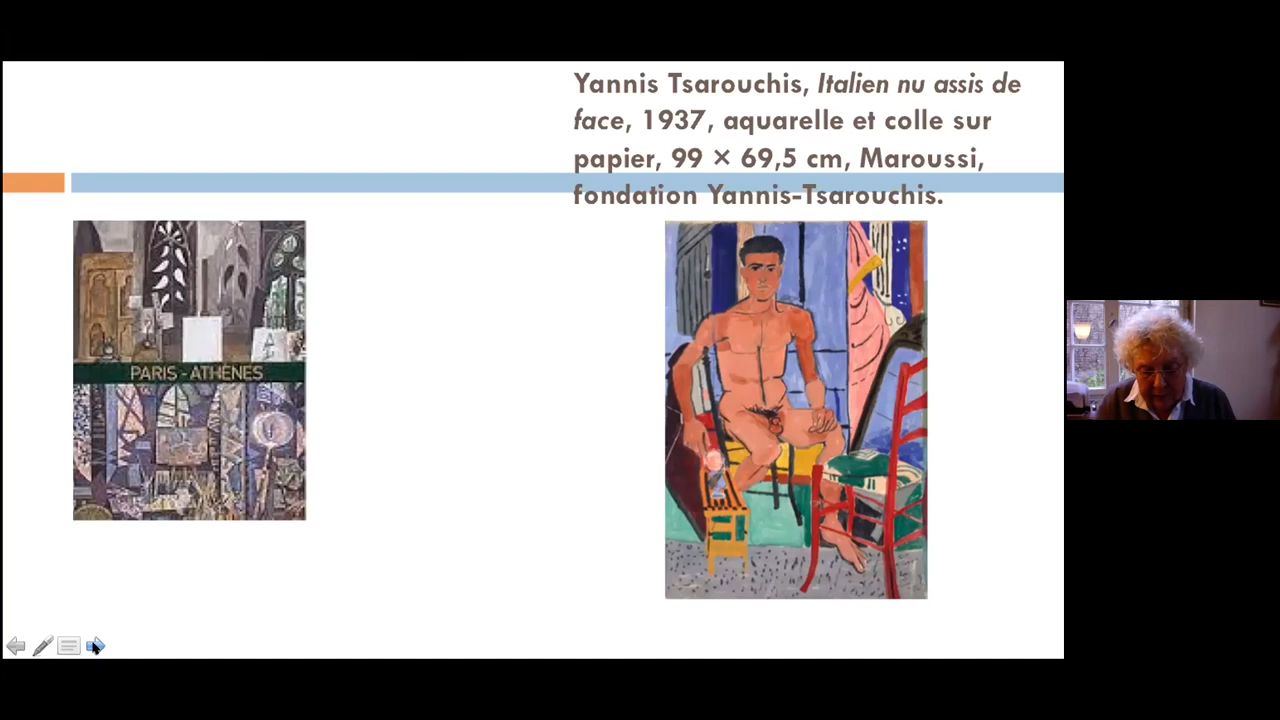 Yannis Tsarouchis, Italien nu assis de
face, 1937, aquarelle et colle sur
papier, 99 × 69,5 cm, Maroussi,
fondation Yannis-Tsarouchis.
PARIS - ATHÈNES